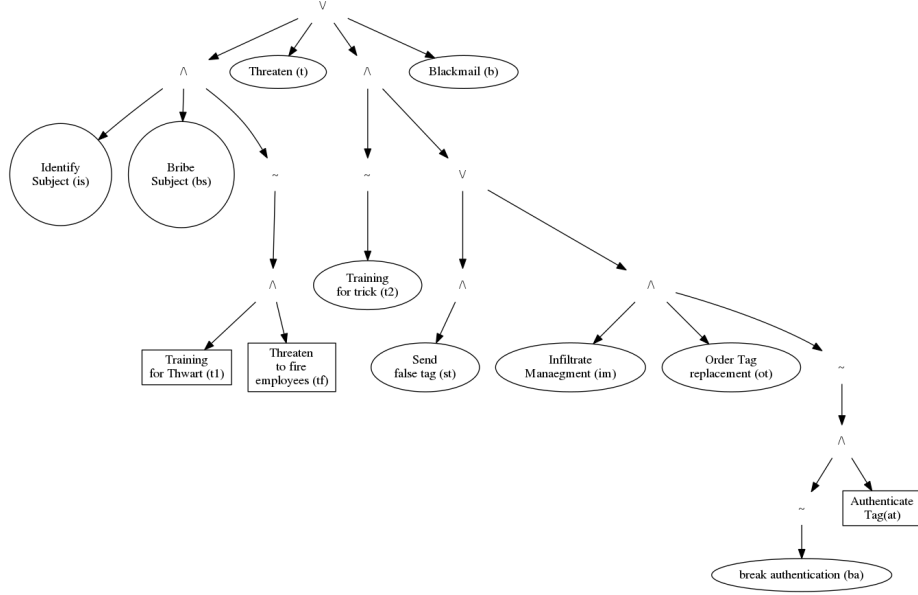 \/
/\
Threaten (t)
/\
Blackmail (b)
Identify
Subject (is)
Bribe
Subject (bs)
~
~
\/
/\
Training
for trick (t2)
/\
/\
Training
for Thwart (t1)
Threaten
to fire
employees (tf)
Send
false tag (st)
Infiltrate
Manaegment (im)
Order Tag
replacement (ot)
~
/\
~
Authenticate
Tag(at)
break authentication (ba)